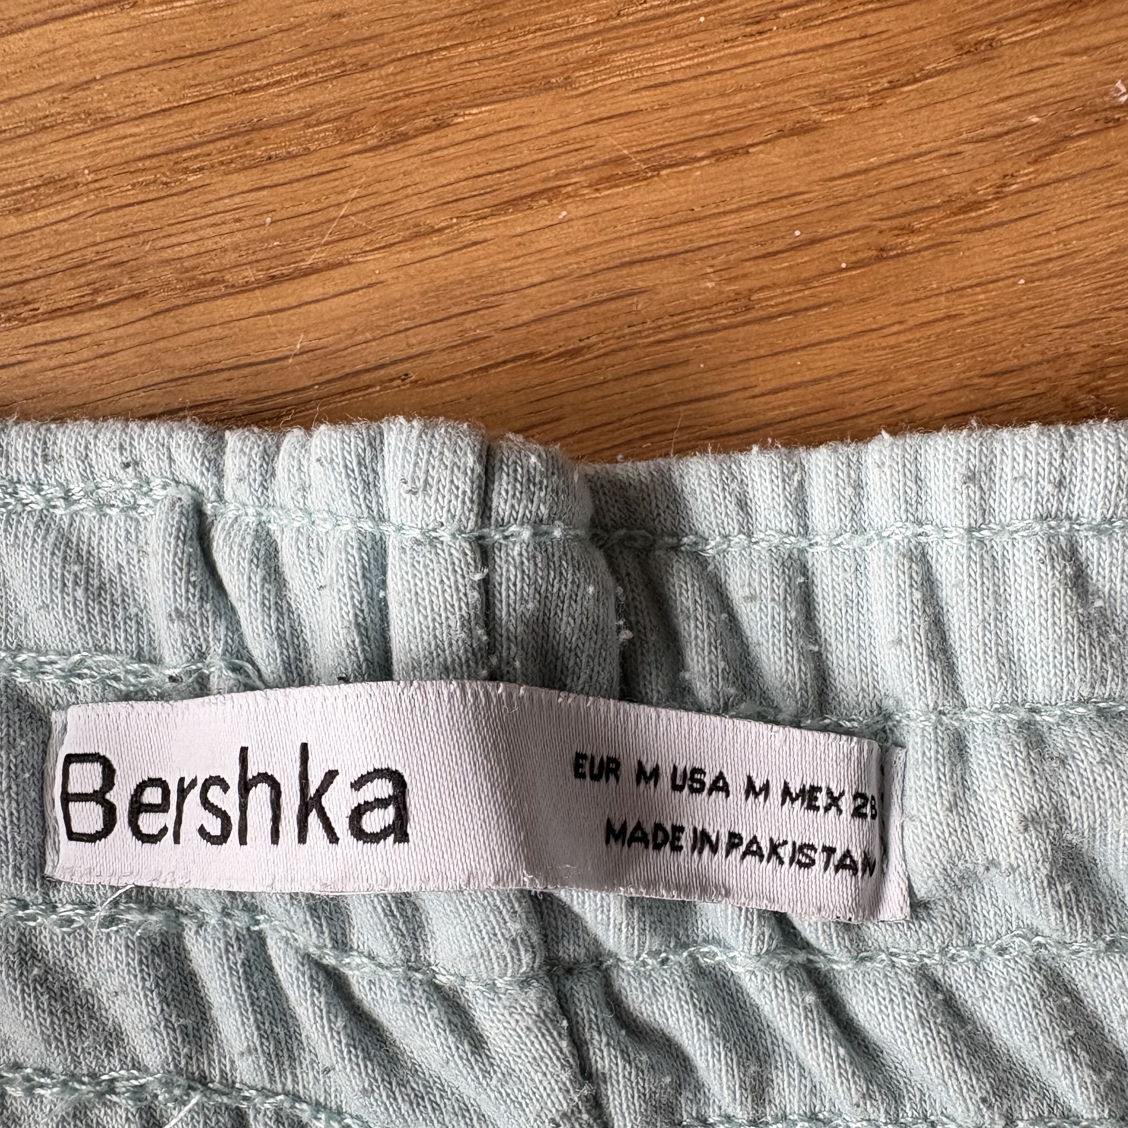 Bershka
EUR M USA M MEX 28
MADE IN PAKISTAN